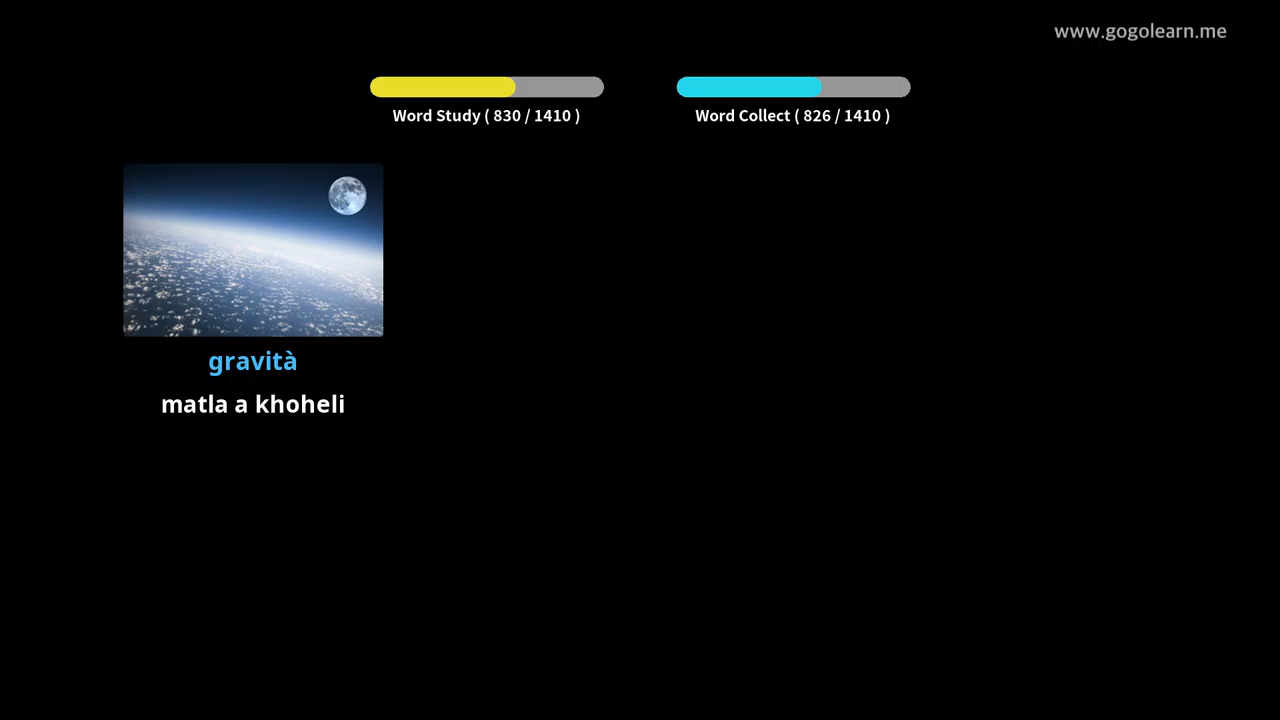 www.gogolearn.me
Word Study ( 830 / 1410 )
Word Collect ( 826 / 1410 )
gravità
matla a khoheli